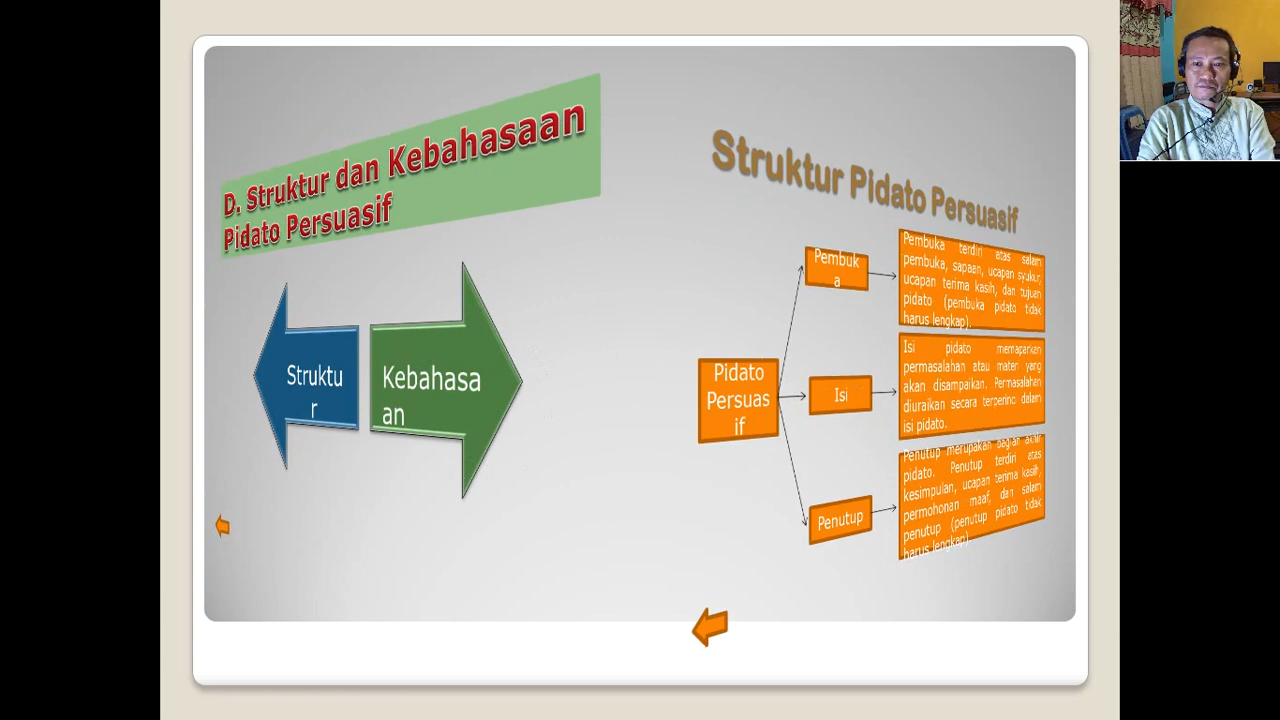 D. Struktur dan Kebahasaan
Pidato Persuasif
Struktu
r
Kebahasa
an
Struktur Pidato Persuasif
Pidato
Persuas
if
Pembuk
a
Pembuka terdiri atas salam
pembuka, sapaan, ucapan syukur,
ucapan terima kasih, dan tujuan
pidato (pembuka pidato tidak
harus lengkap).
Isi
Isi pidato memaparkan
permasalahan atau materi yang
akan disampaikan. Permasalahan
diuraikan secara terperinci dalam
isi pidato.
Penutup
Penutup merupakan bagian akhir
pidato. Penutup terdiri atas
kesimpulan, ucapan terima kasih,
permohonan maaf, dan salam
penutup (penutup pidato tidak
harus lengkap).